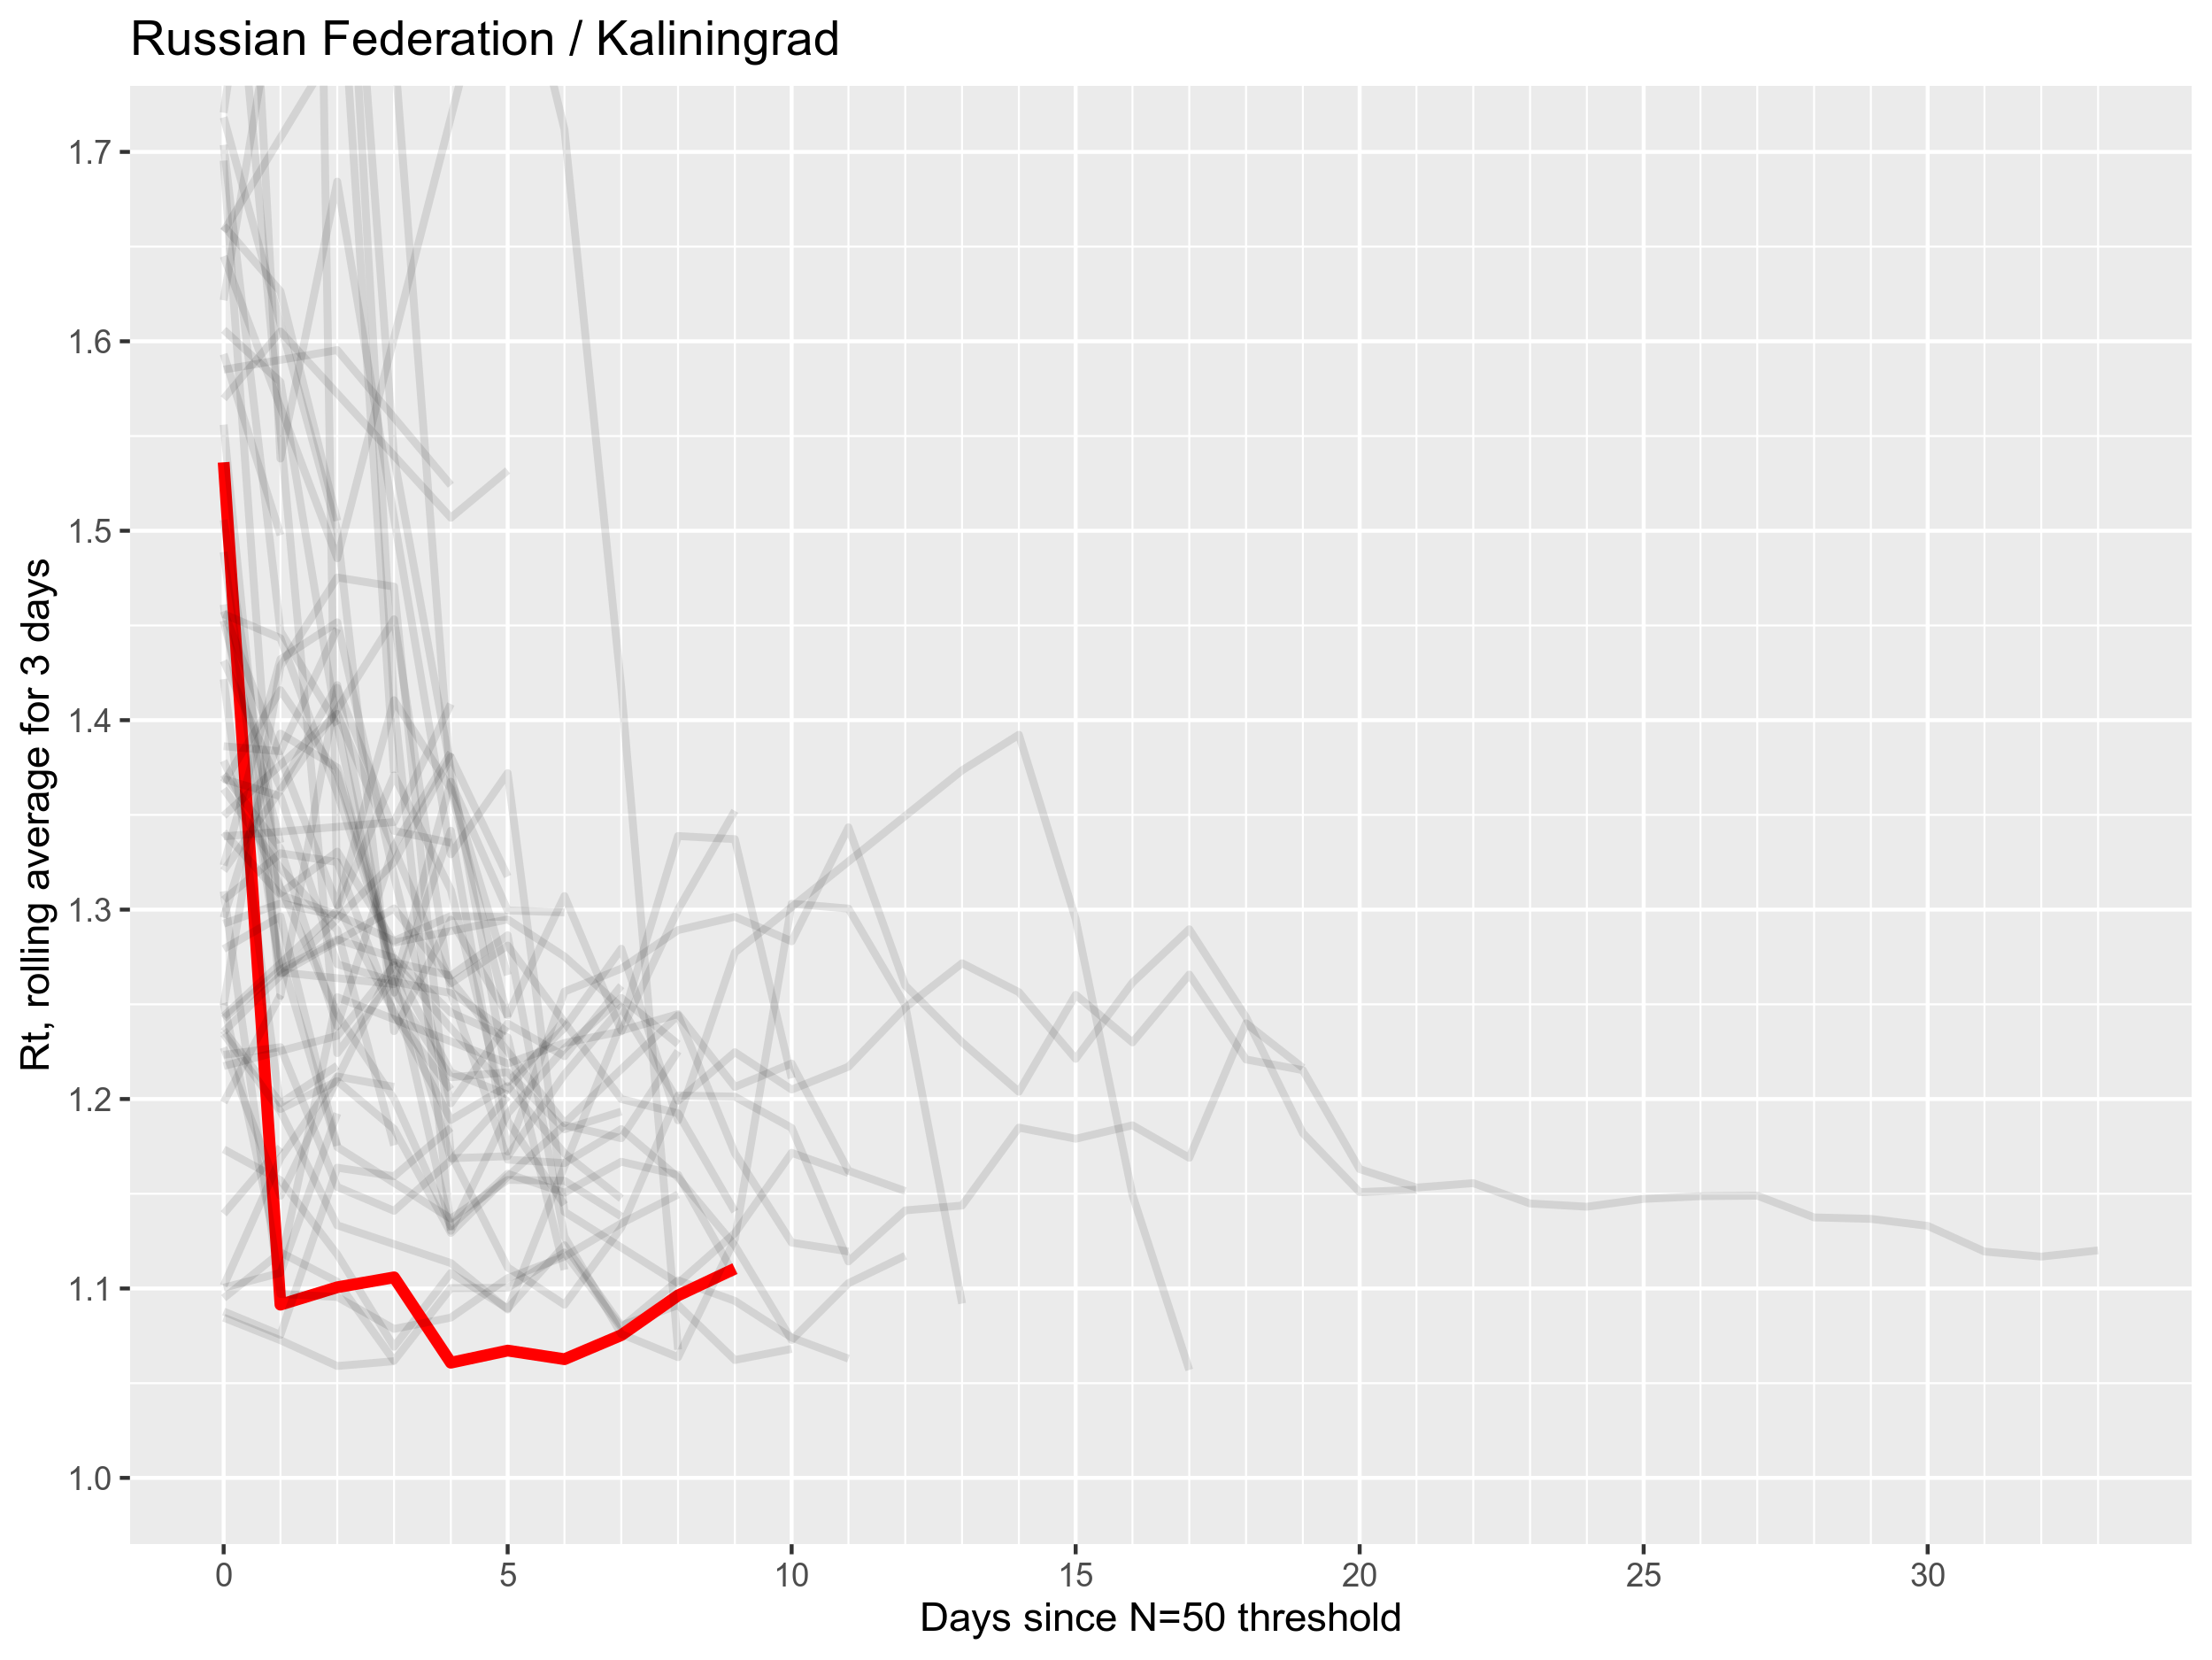 Russian Federation / Kaliningrad
Rt, rolling average for 3 days
1.7
1.6
1.5
1.4
1.3
1.2
1.1
1.0
0 5 10 15 20 25 30
Days since N=50 threshold